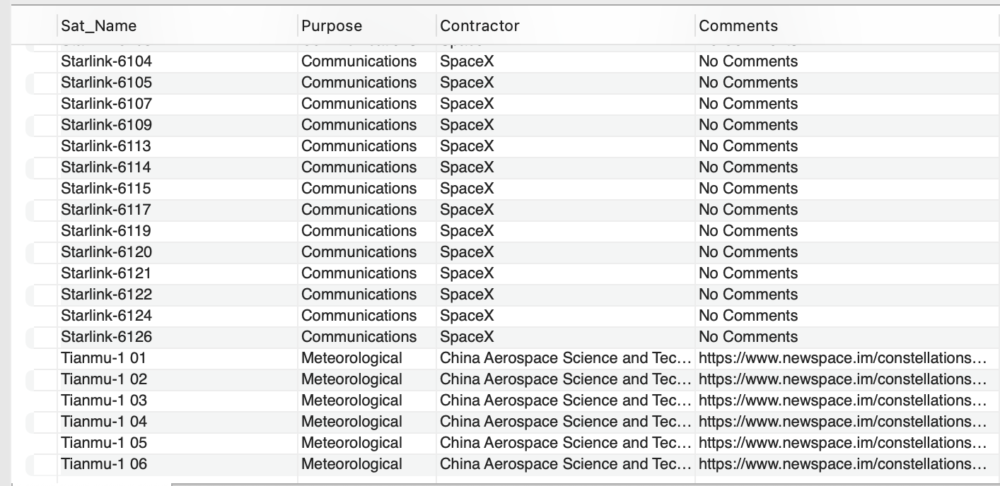 Sat_Name Purpose Contractor Comments
Starlink-6104 Communications SpaceX No Comments
Starlink-6105 Communications SpaceX No Comments
Starlink-6107 Communications SpaceX No Comments
Starlink-6109 Communications SpaceX No Comments
Starlink-6113 Communications SpaceX No Comments
Starlink-6114 Communications SpaceX No Comments
Starlink-6115 Communications SpaceX No Comments
Starlink-6117 Communications SpaceX No Comments
Starlink-6119 Communications SpaceX No Comments
Starlink-6120 Communications SpaceX No Comments
Starlink-6121 Communications SpaceX No Comments
Starlink-6122 Communications SpaceX No Comments
Starlink-6124 Communications SpaceX No Comments
Starlink-6126 Communications SpaceX No Comments
Tianmu-1 01 Meteorological China Aerospace Science and Tec... https://www.newspace.im/constellations...
Tianmu-1 02 Meteorological China Aerospace Science and Tec... https://www.newspace.im/constellations...
Tianmu-1 03 Meteorological China Aerospace Science and Tec... https://www.newspace.im/constellations...
Tianmu-1 04 Meteorological China Aerospace Science and Tec... https://www.newspace.im/constellations...
Tianmu-1 05 Meteorological China Aerospace Science and Tec... https://www.newspace.im/constellations...
Tianmu-1 06 Meteorological China Aerospace Science and Tec... https://www.newspace.im/constellations...